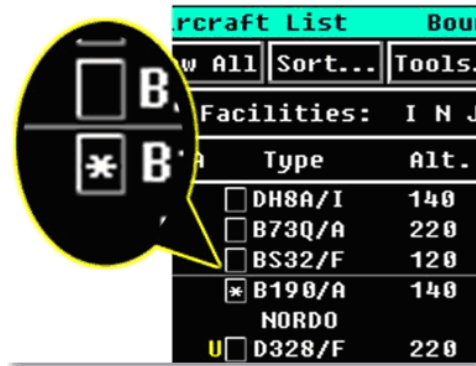 rcraft List Bou
w All Sort... Tools.
Facilities: I N J
A Type Alt.
DH8A/I 140
B73Q/A 220
BS32/F 120
* B190/A 140
NORDO
U D328/F 220
B
* B